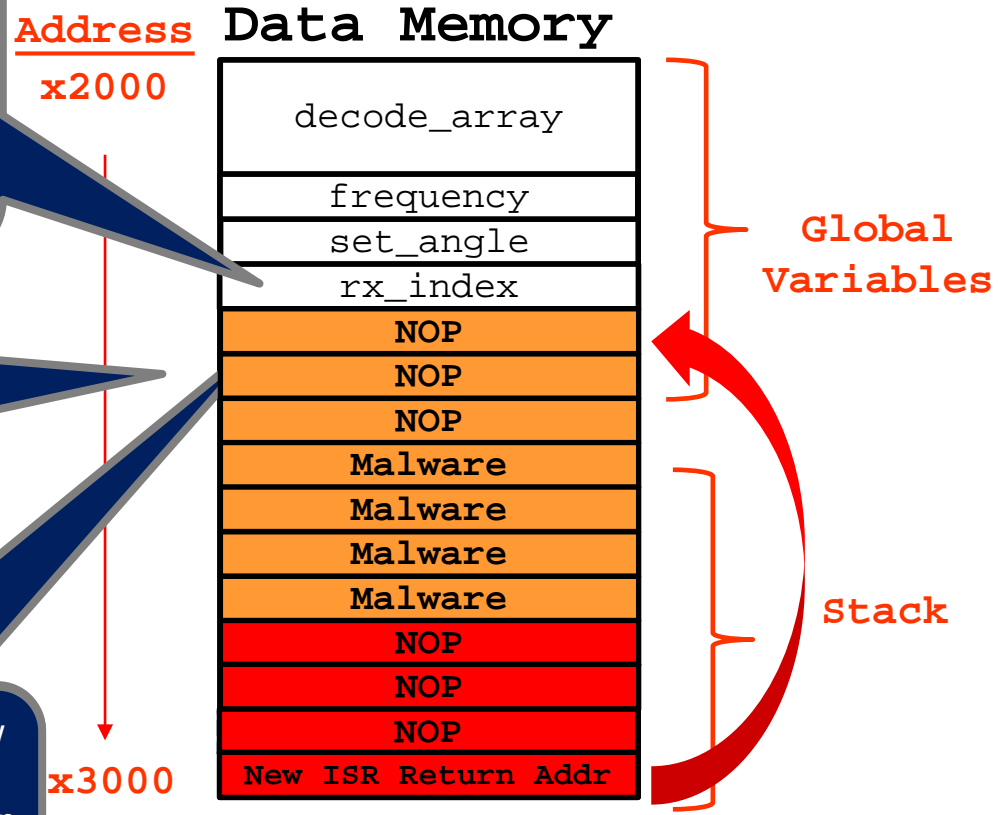 Address
Data Memory
x2000
decode_array
frequency
set_angle
rx_index
NOP
NOP
NOP
Malware
Malware
Malware
Malware
NOP
NOP
NOP
New ISR Return Addr
x3000
Global
Variables
Stack